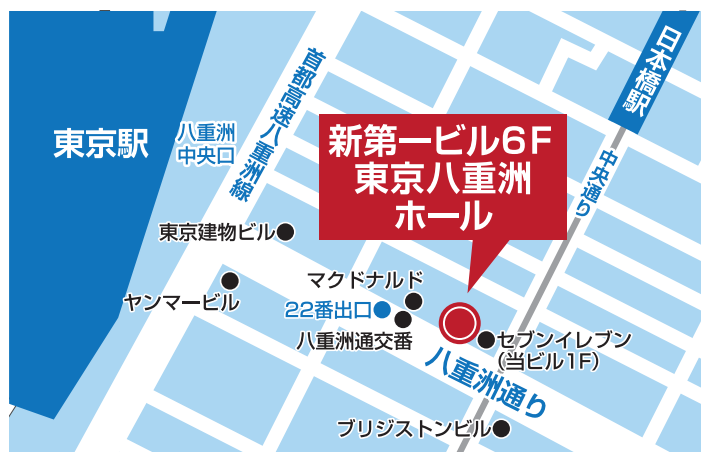 首都高速八重洲線
日本橋駅
東京駅
八重洲
中央口
新第一ビル6F
東京八重洲
ホール
中央通り
東京建物ビル
マクドナルド
ヤンマービル
22番出口
八重洲通交番
セブンイレブン
(当ビル1F)
八重洲通り
ブリジストンビル